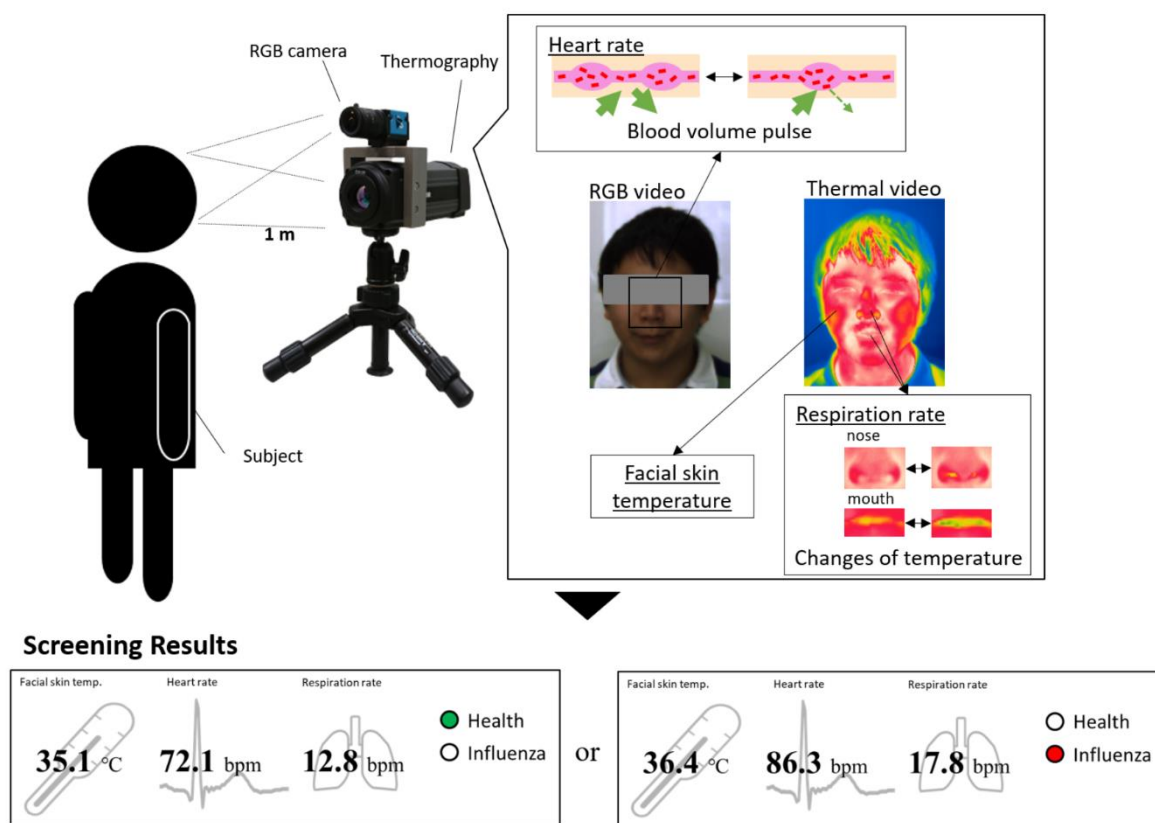 RGB camera
Thermography
1 m
Subject
Heart rate
Blood volume pulse
RGB video
Thermal video
Facial skin
temperature
Respiration rate
nose
mouth
Changes of temperature
Screening Results
Facial skin temp.
Heart rate
Respiration rate
35.1 °C
72.1 bpm
12.8 bpm
Health
Influenza
or
Facial skin temp.
Heart rate
Respiration rate
36.4 °C
86.3 bpm
17.8 bpm
Health
Influenza